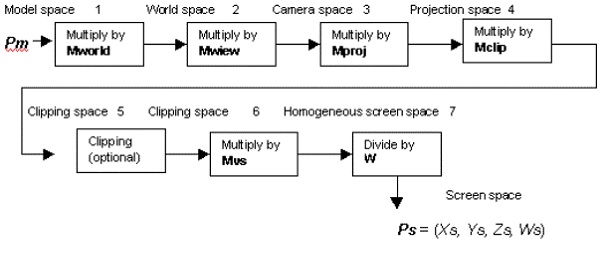 Model space 1 World space 2 Camera space 3 Projection space 4
Pm
Multiply by
Mworld
Multiply by
Mview
Multiply by
Mproj
Multiply by
Mclip
Clipping space 5 Clipping space 6 Homogeneous screen space 7
Clipping
(optional)
Multiply by
Mvs
Divide by
W
Screen space
Ps = (Xs, Ys, Zs, Ws)